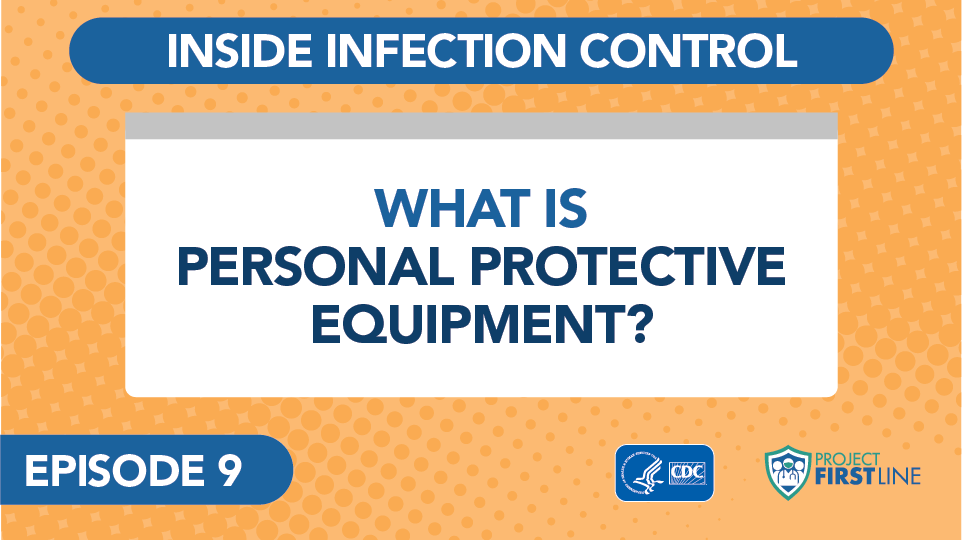 INSIDE INFECTION CONTROL
WHAT IS
PERSONAL PROTECTIVE
EQUIPMENT?
EPISODE 9
CDC
PROJECT
FIRSTLINE